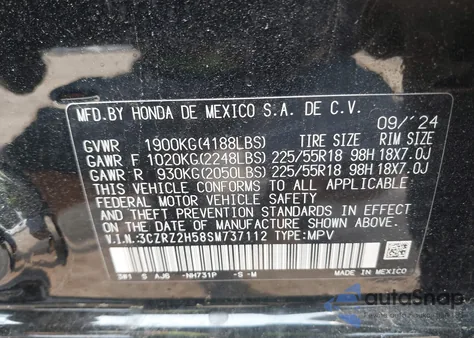 MFD. BY HONDA DE MEXICO S.A. DE C.V. 09/'24
GVWR 1900KG(4188LBS) TIRE SIZE RIM SIZE
GAWR F 1020KG(2248LBS) 225/55R18 98H 18X7.0J
GAWR R 930KG(2050LBS) 225/55R18 98H 18X7.0J
THIS VEHICLE CONFORMS TO ALL APPLICABLE
FEDERAL MOTOR VEHICLE SAFETY
AND THEFT PREVENTION STANDARDS IN EFFECT
ON THE DATE OF MANUFACTURE SHOWN ABOVE.
V.I.N.:3CZRZ2H58SM737112 TYPE:MPV
S AJ6 -NH731P -S-M MADE IN MEXICO
autoSnap